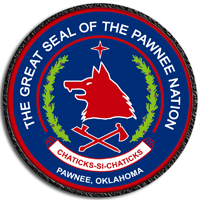 THE GREAT SEAL OF THE PAWNEE NATION
CHATICKS-SI-CHATICKS
PAWNEE, OKLAHOMA